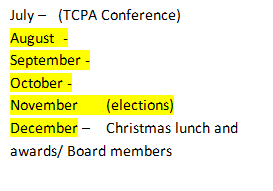 July –   (TCPA Conference)
August  -
September -
October -
November       (elections)
December –    Christmas lunch and
awards/ Board members